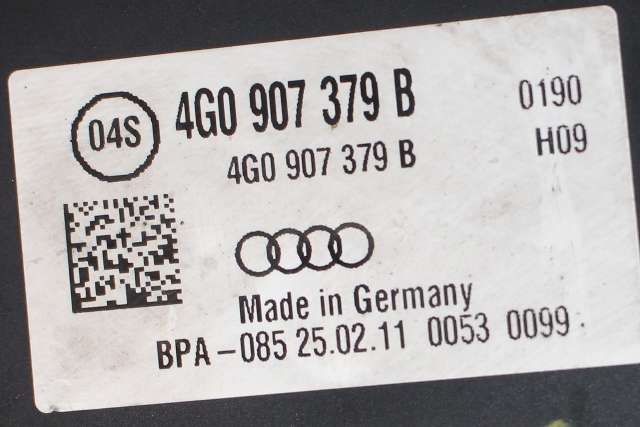 04S 4G0 907 379 B 0190
4G0 907 379 B H09
Made in Germany
BPA-085 25.02.11 0053 0099